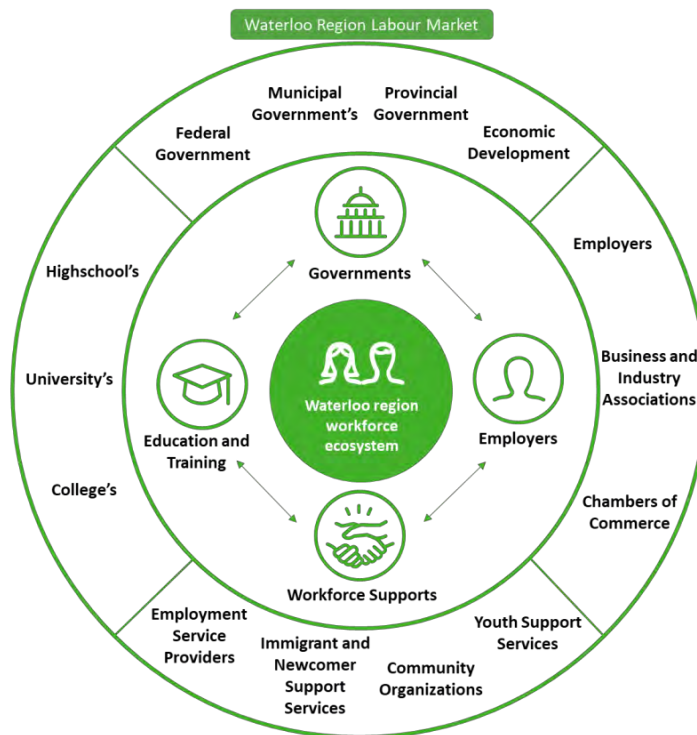 Waterloo Region Labour Market
Federal
Government
Municipal
Government's
Provincial
Government
Economic
Development
Highschool's
University's
College's
Governments
Employers
Business and
Industry
Associations
Chambers of
Commerce
Education and
Training
Waterloo region
workforce
ecosystem
Employers
Workforce Supports
Employment
Service
Providers
Immigrant and
Newcomer
Support
Services
Community
Organizations
Youth Support
Services